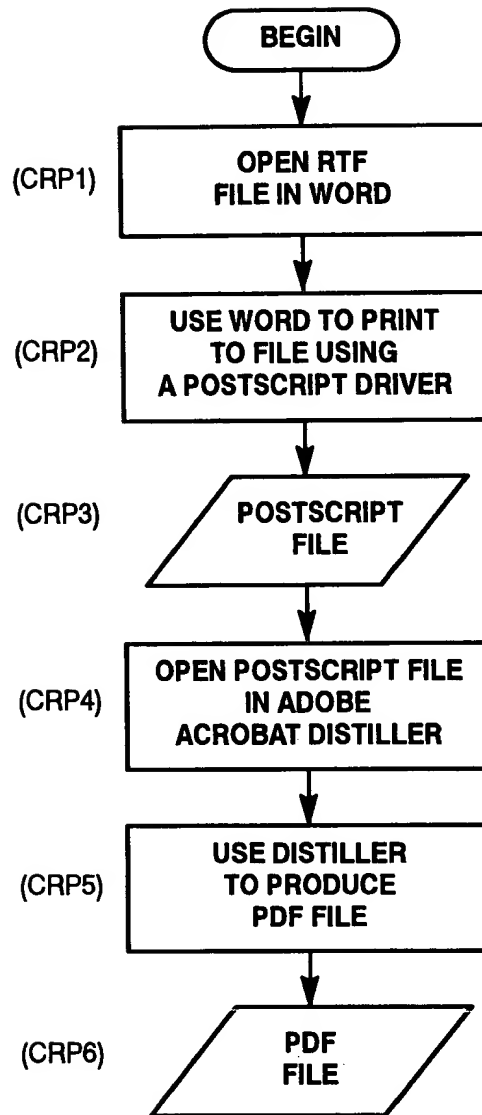 BEGIN
(CRP1)
OPEN RTF
FILE IN WORD
(CRP2)
USE WORD TO PRINT
TO FILE USING
A POSTSCRIPT DRIVER
(CRP3)
POSTSCRIPT
FILE
(CRP4)
OPEN POSTSCRIPT FILE
IN ADOBE
ACROBAT DISTILLER
(CRP5)
USE DISTILLER
TO PRODUCE
PDF FILE
(CRP6)
PDF
FILE